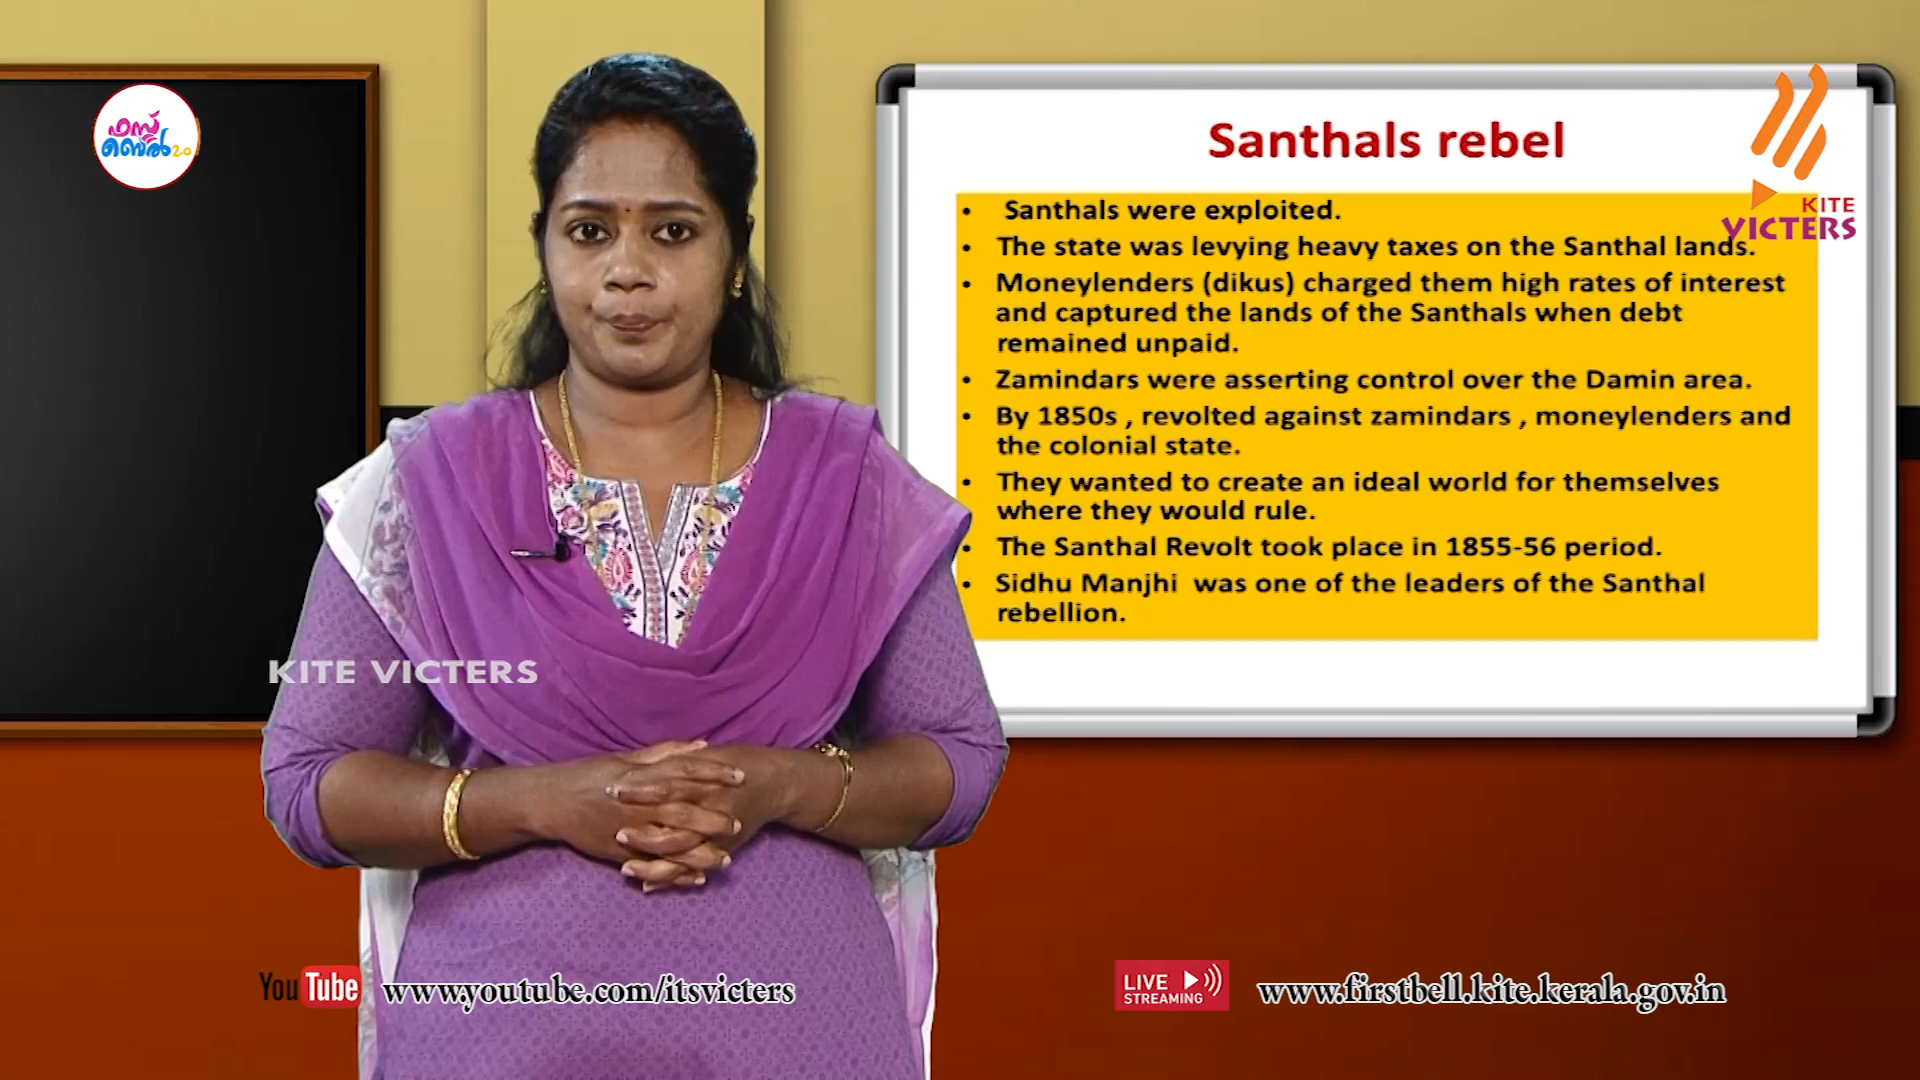 ഫസ്റ്റ്
ബെൽ 2.0
Santhals rebel
KITE
VICTERS
• Santhals were exploited.
• The state was levying heavy taxes on the Santhal lands.
• Moneylenders (dikus) charged them high rates of interest
and captured the lands of the Santhals when debt
remained unpaid.
• Zamindars were asserting control over the Damin area.
• By 1850s , revolted against zamindars , moneylenders and
the colonial state.
• They wanted to create an ideal world for themselves
where they would rule.
• The Santhal Revolt took place in 1855-56 period.
• Sidhu Manjhi was one of the leaders of the Santhal
rebellion.
KITE VICTERS
YouTube www.youtube.com/itsvicters
LIVE
STREAMING
www.firstbell.kite.kerala.gov.in